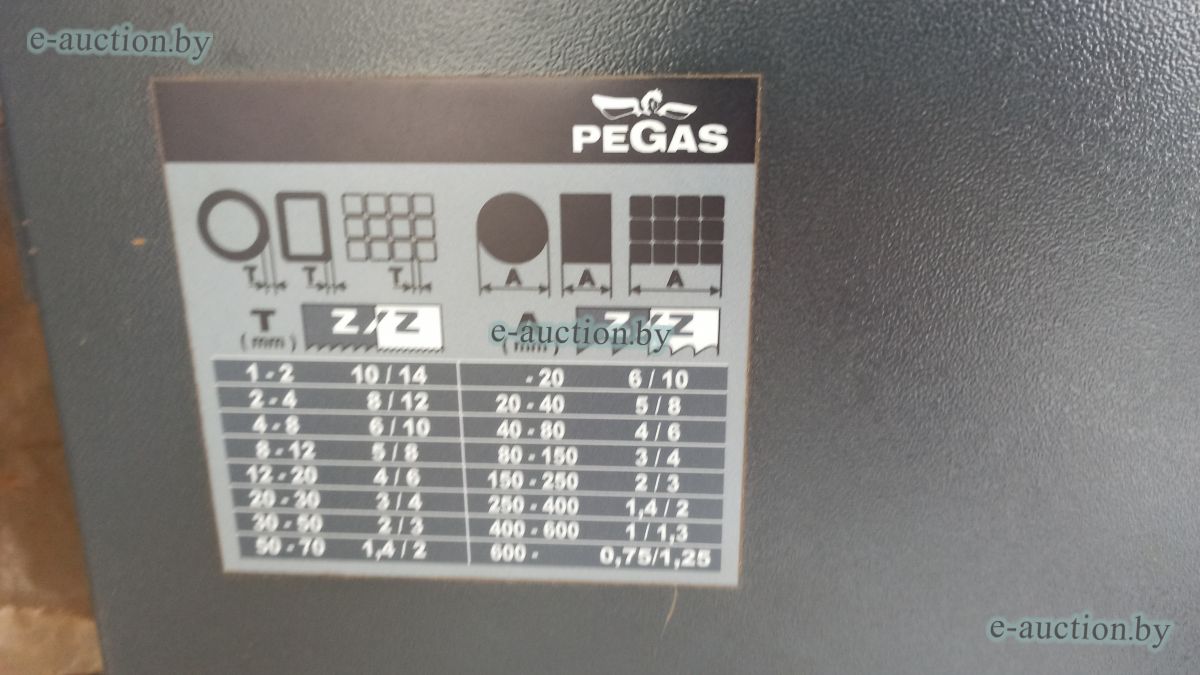 e-auction.by
PEGAS
T T T A A A
T Z/Z A Z/Z
(mm) e-auction.by (mm)
1-2 10/14 -20 6/10
2-4 8/12 20-40 5/8
4-8 6/10 40-80 4/6
8-12 5/8 80-150 3/4
12-20 4/6 150-250 2/3
20-30 3/4 250-400 1,4/2
30-50 2/3 400-600 1/1,3
50-70 1,4/2 600- 0,75/1,25
e-auction.by